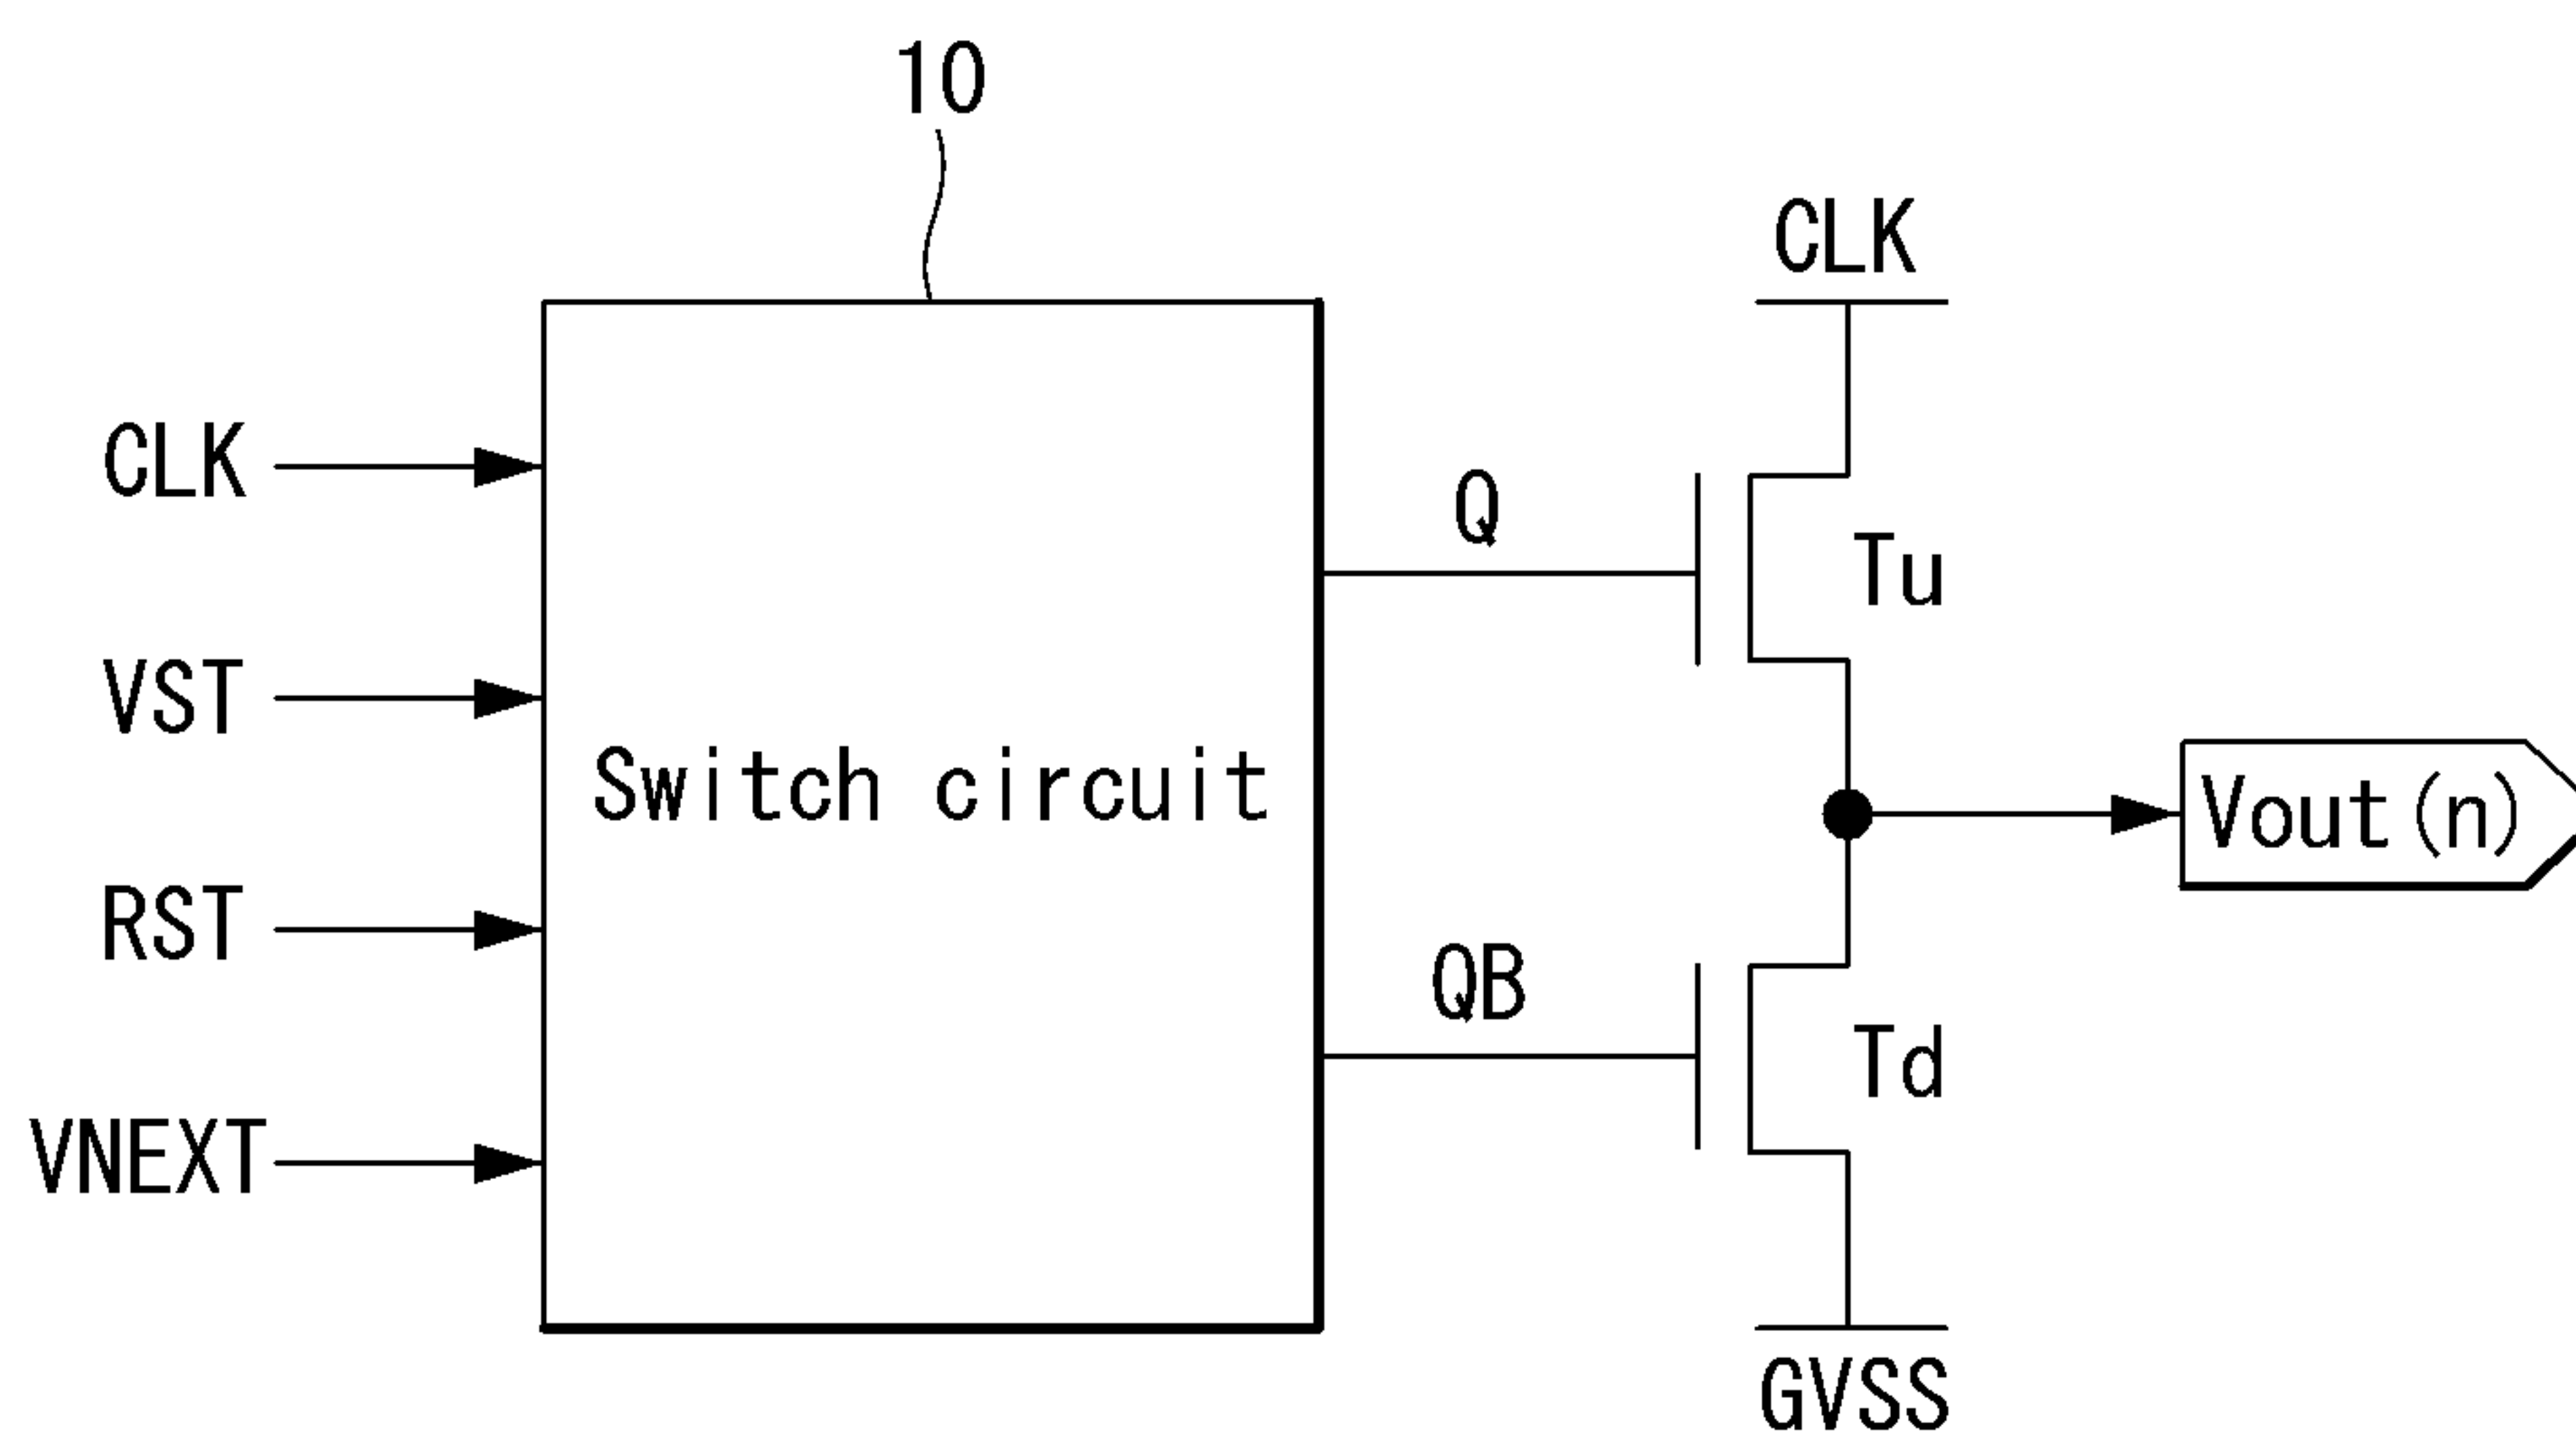 10
CLK
CLK
Q
Tu
VST
Switch circuit
Vout(n)
RST
QB
Td
VNEXT
GVSS